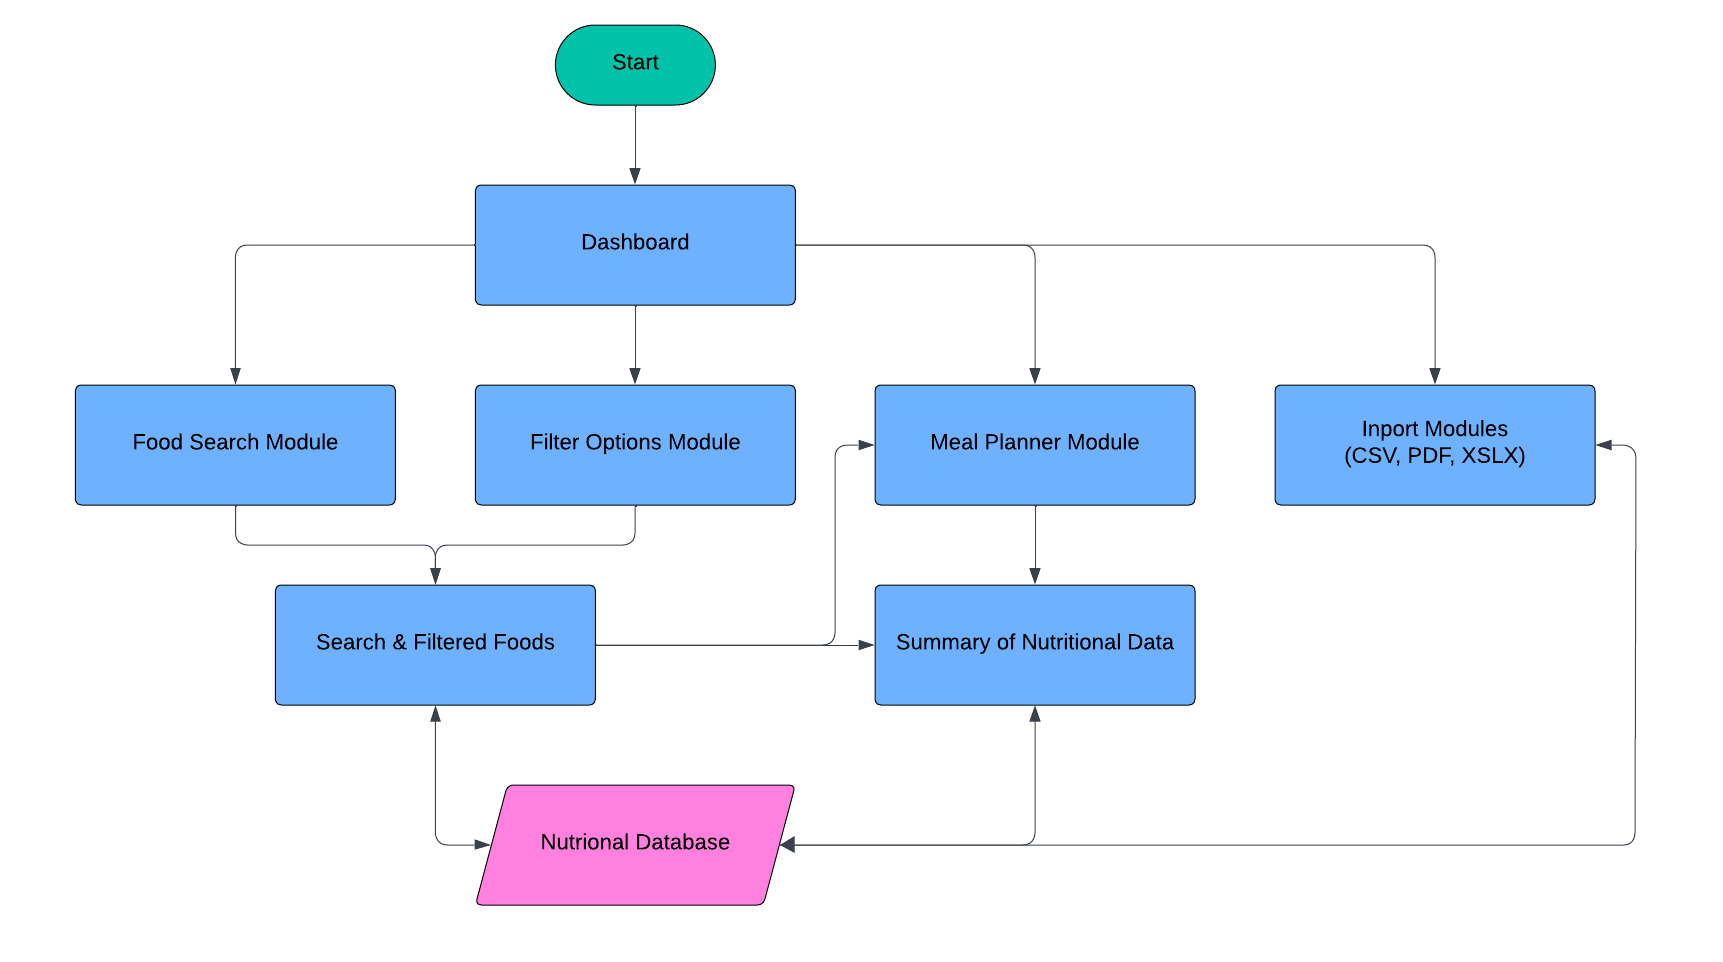 Start
Dashboard
Food Search Module
Filter Options Module
Meal Planner Module
Inport Modules
(CSV, PDF, XSLX)
Search & Filtered Foods
Summary of Nutritional Data
Nutrional Database